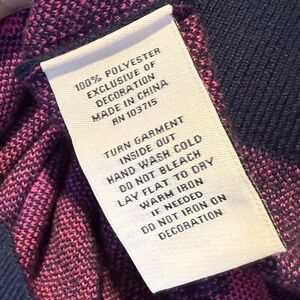 100% POLYESTER
EXCLUSIVE OF
DECORATION
MADE IN CHINA
RN 103715
TURN GARMENT
INSIDE OUT
HAND WASH COLD
DO NOT BLEACH
LAY FLAT TO DRY
WARM IRON
IF NEEDED
DO NOT IRON ON
DECORATION